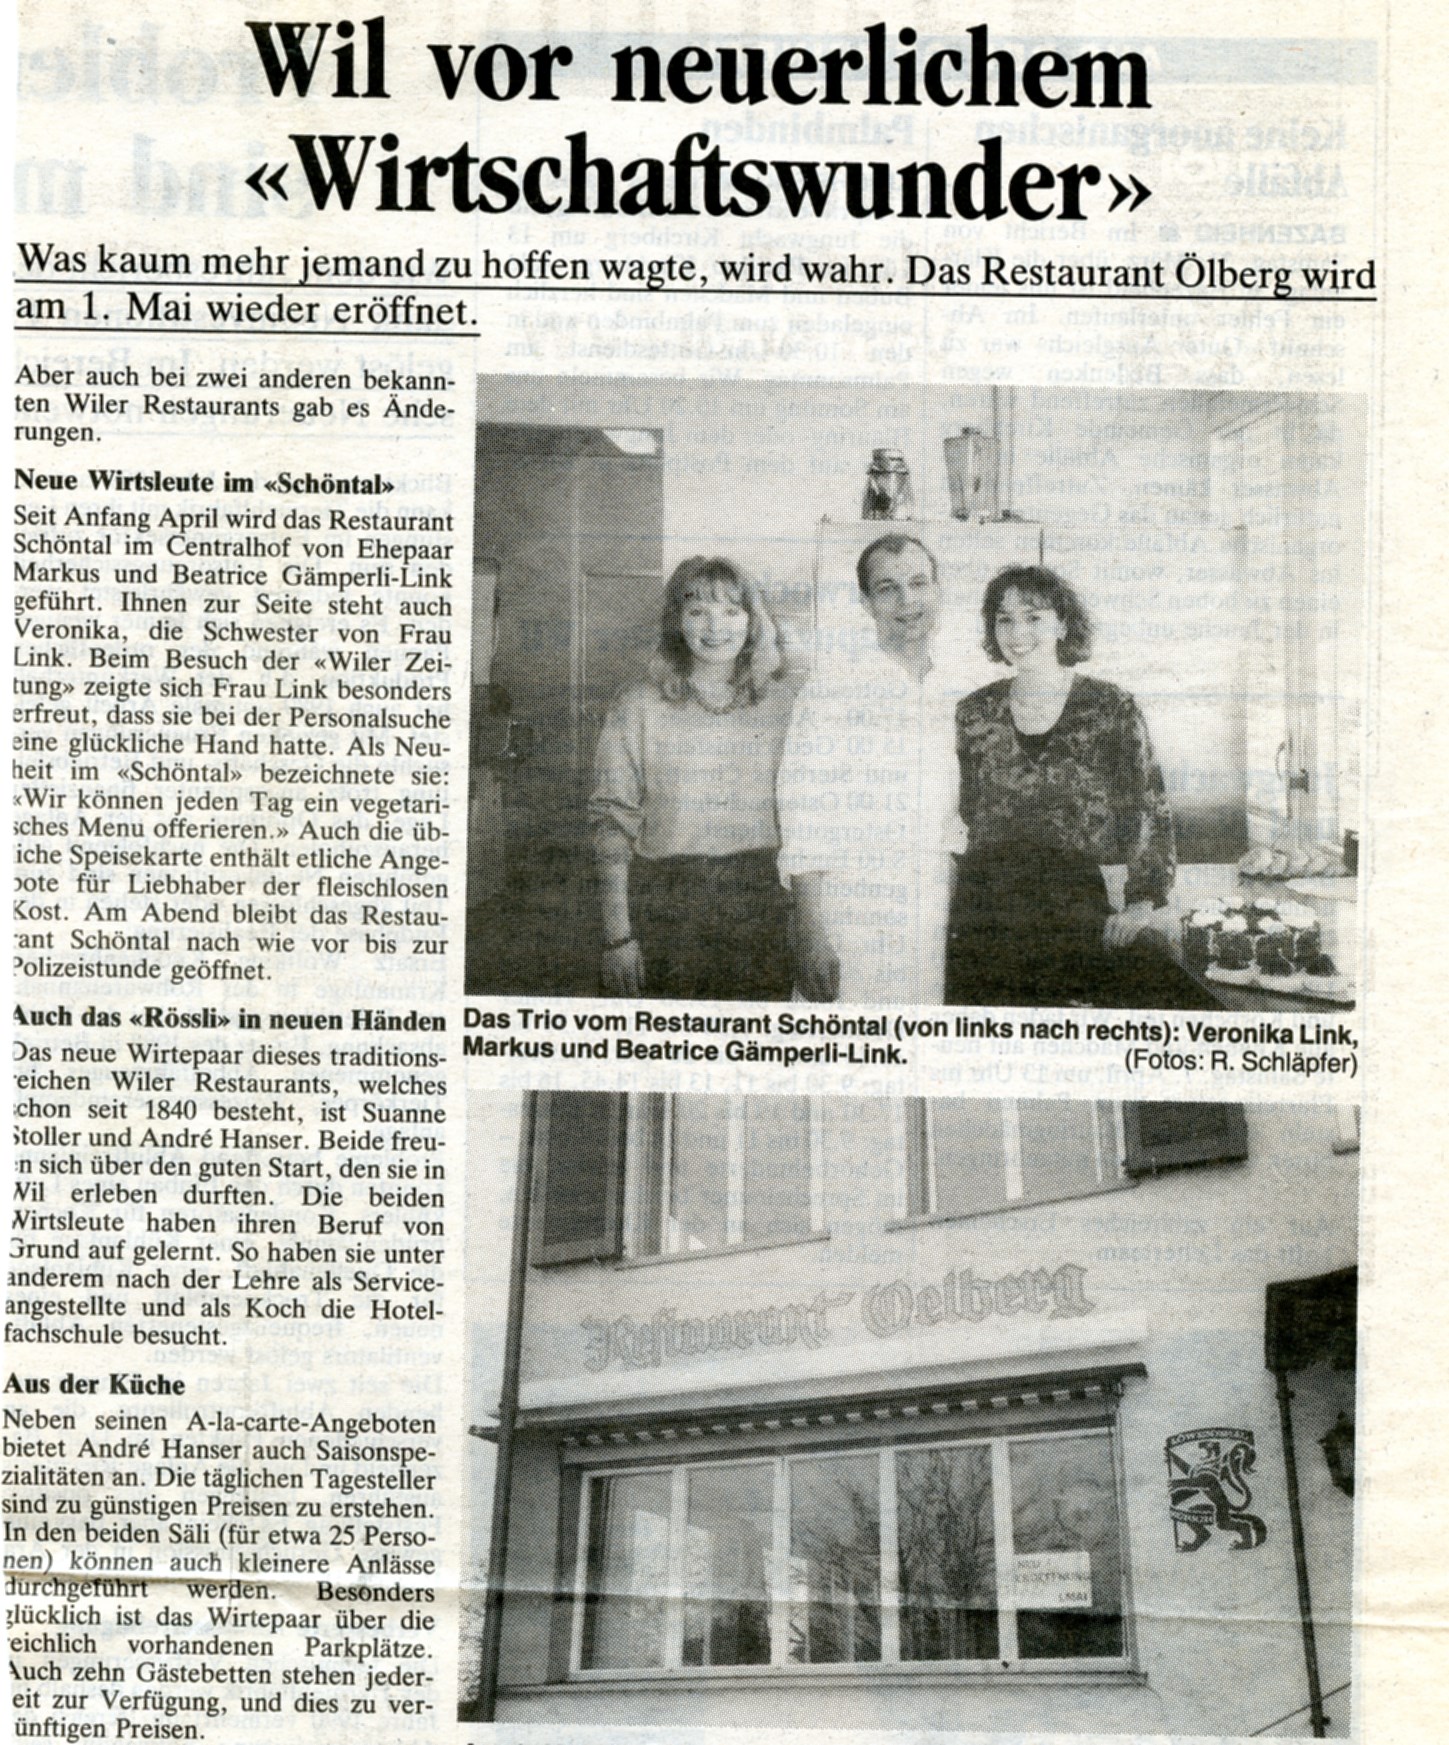 Wil vor neuerlichem
«Wirtschaftswunder»
Was kaum mehr jemand zu hoffen wagte, wird wahr. Das Restaurant Ölberg wird
am 1. Mai wieder eröffnet.
Aber auch bei zwei anderen bekann-
ten Wiler Restaurants gab es Ände-
rungen.
Neue Wirtsleute im «Schöntal»
Seit Anfang April wird das Restaurant
Schöntal im Centralhof von Ehepaar
Markus und Beatrice Gämperli-Link
geführt. Ihnen zur Seite steht auch
Veronika, die Schwester von Frau
Link. Beim Besuch der «Wiler Zei-
tung» zeigte sich Frau Link besonders
erfreut, dass sie bei der Personalsuche
eine glückliche Hand hatte. Als Neu-
heit im «Schöntal» bezeichnete sie:
«Wir können jeden Tag ein vegetari-
sches Menu offerieren.» Auch die üb-
iche Speisekarte enthält etliche Ange-
bote für Liebhaber der fleischlosen
Kost. Am Abend bleibt das Restau-
rant Schöntal nach wie vor bis zur
Polizeistunde geöffnet.
Auch das «Rössli» in neuen Händen
Das neue Wirtepaar dieses traditions-
reichen Wiler Restaurants, welches
schon seit 1840 besteht, ist Suanne
Stoller und André Hanser. Beide freu-
en sich über den guten Start, den sie in
Wil erleben durften. Die beiden
Wirtsleute haben ihren Beruf von
Grund auf gelernt. So haben sie unter
anderem nach der Lehre als Service-
angestellte und als Koch die Hotel-
fachschule besucht.
Aus der Küche
Neben seinen A-la-carte-Angeboten
bietet André Hanser auch Saisonspe-
zialitäten an. Die täglichen Tagesteller
sind zu günstigen Preisen zu erstehen.
In den beiden Säli (für etwa 25 Perso-
nen) können auch kleinere Anlässe
durchgeführt werden. Besonders
glücklich ist das Wirtepaar über die
reichlich vorhandenen Parkplätze.
Auch zehn Gästebetten stehen jeder-
eit zur Verfügung, und dies zu ver-
ünftigen Preisen.
Das Trio vom Restaurant Schöntal (von links nach rechts): Veronika Link,
Markus und Beatrice Gämperli-Link.
(Fotos: R. Schläpfer)
Restaurant Oelberg
LÖWENBRÄU
ZÜRICH
NEU
ERÖFFNUNG
1.MAI